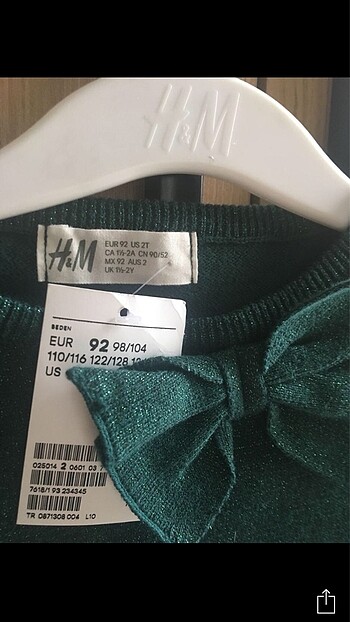 H&M
H&M
EUR 92 US 2T
CA 1½-2A CN 90/52
MX 92 AUS 2
UK 1½-2Y
BEDEN
EUR 92 98/104
110/116 122/128
US
025014 2 0601 03
7618/1 93 234345
TR 0871308 004 L10